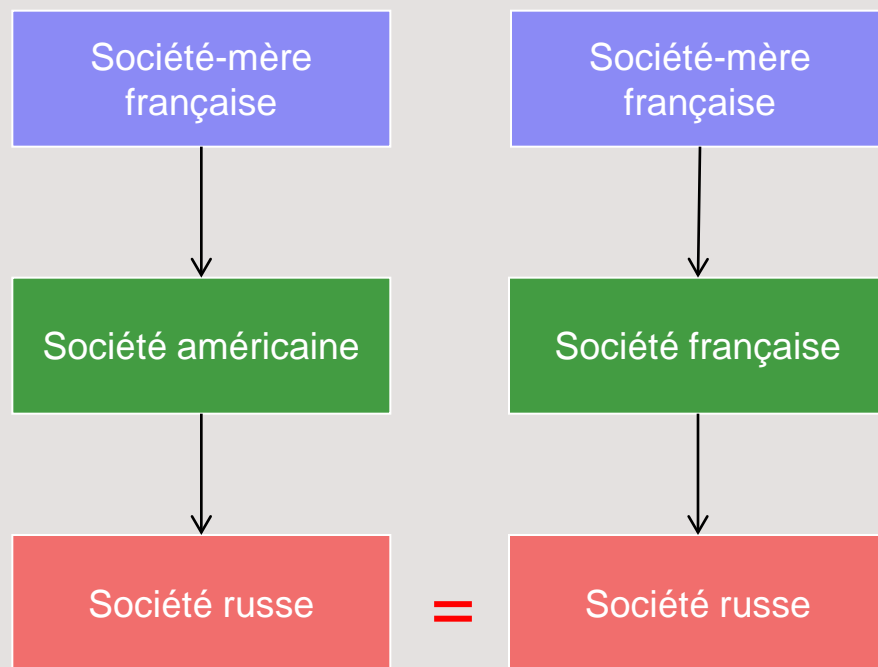 Société-mère
française
Société-mère
française
Société américaine
Société française
Société russe
=
Société russe